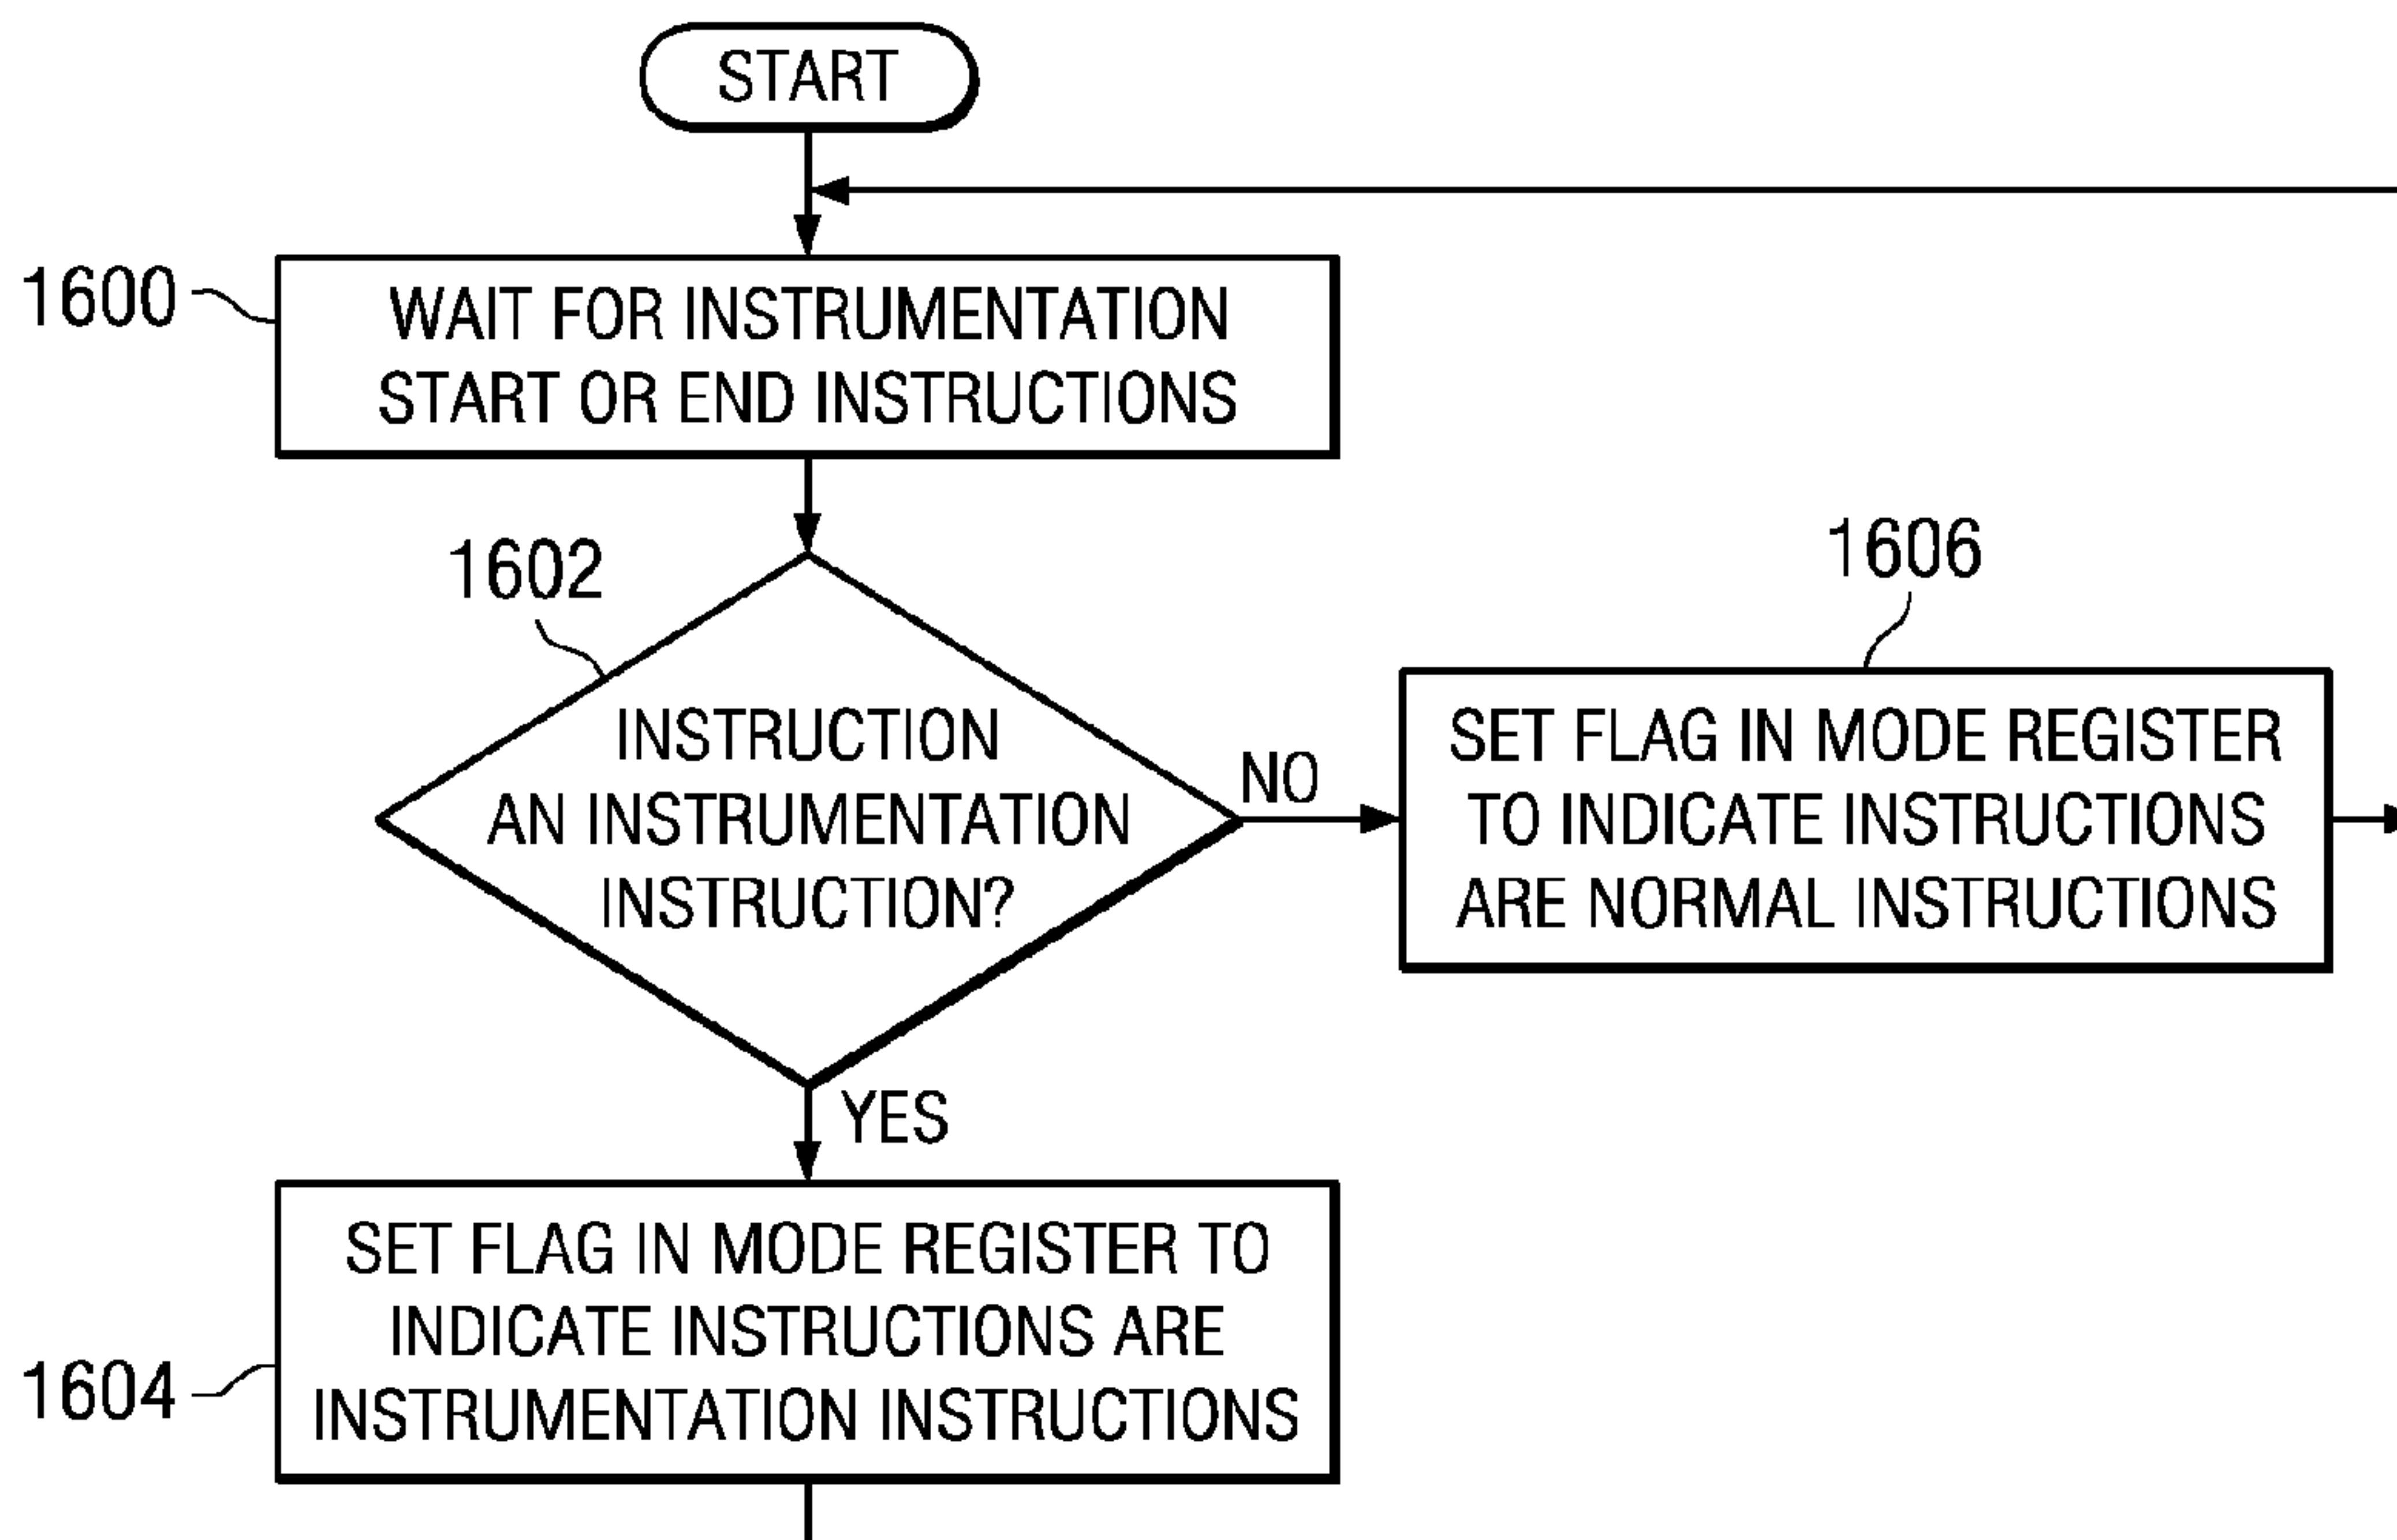 START
1600
WAIT FOR INSTRUMENTATION
START OR END INSTRUCTIONS
1602
INSTRUCTION
AN INSTRUMENTATION
INSTRUCTION?
NO
1606
SET FLAG IN MODE REGISTER
TO INDICATE INSTRUCTIONS
ARE NORMAL INSTRUCTIONS
YES
1604
SET FLAG IN MODE REGISTER TO
INDICATE INSTRUCTIONS ARE
INSTRUMENTATION INSTRUCTIONS